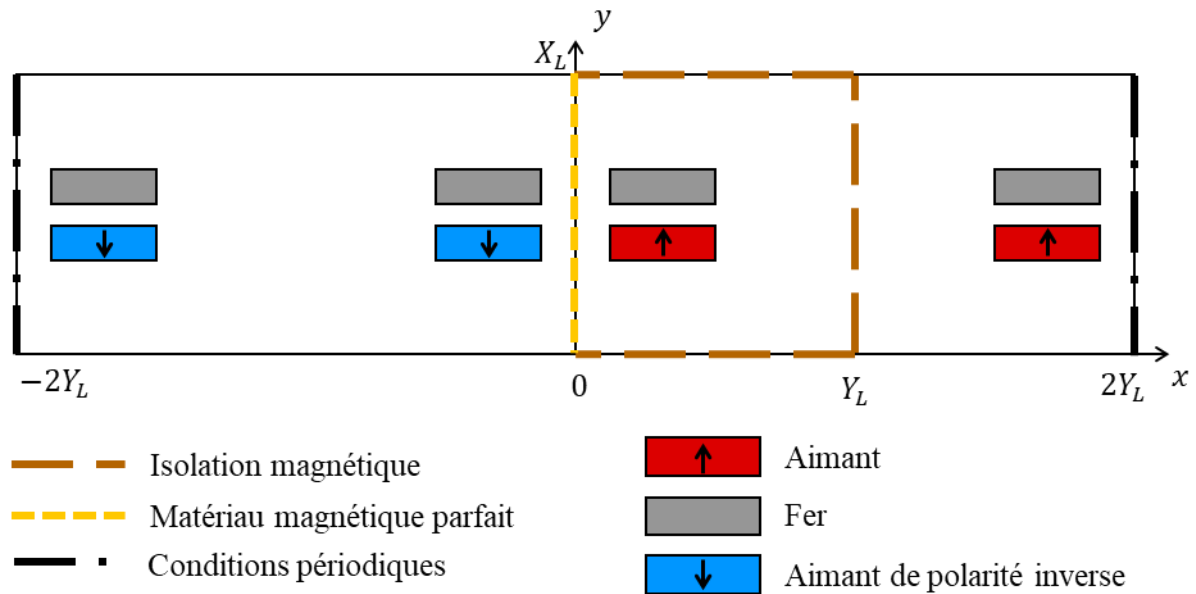 y
X_L
-2Y_L
0
Y_L
2Y_L
x
Isolation magnétique
Matériau magnétique parfait
Conditions périodiques
Aimant
Fer
Aimant de polarité inverse